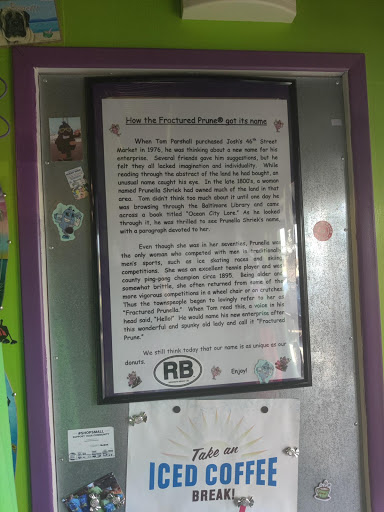 How the Fractured Prune® got its name
When Tom Parshall purchased Josh's 46th Street
Market in 1976, he was thinking about a new name for his
enterprise. Several friends gave him suggestions, but he
felt they all lacked imagination and individuality. While
reading through the abstract of the land he had bought, an
unusual name caught his eye. In the late 1800's, a woman
named Prunella Shriek had owned much of the land in that
area. Tom didn't think too much about it until one day he
was browsing through the Baltimore Library and came
across a book titled "Ocean City Lore." As he looked
through it, he was thrilled to see Prunella Shriek's name,
with a paragraph devoted to her.
Even though she was in her seventies, Prunella was
the only woman who competed with men in traditionally
men's sports, such as ice skating races and skiing
competitions. She was an excellent tennis player and was
county ping-pong champion circa 1895. Being older and
somewhat brittle, she often returned from some of the
more vigorous competitions in a wheel chair or on crutches.
Thus the townspeople began to lovingly refer to her as
"Fractured Prunella." When Tom read this, a voice in his
head said, "Hello!" He would name his new enterprise after
this wonderful and spunky old lady and call it "Fractured
Prune."
We still think today that our name is as unique as our
donuts.
RB
Enjoy!
#SHOPSMALL
Take an
ICED COFFEE
BREAK!